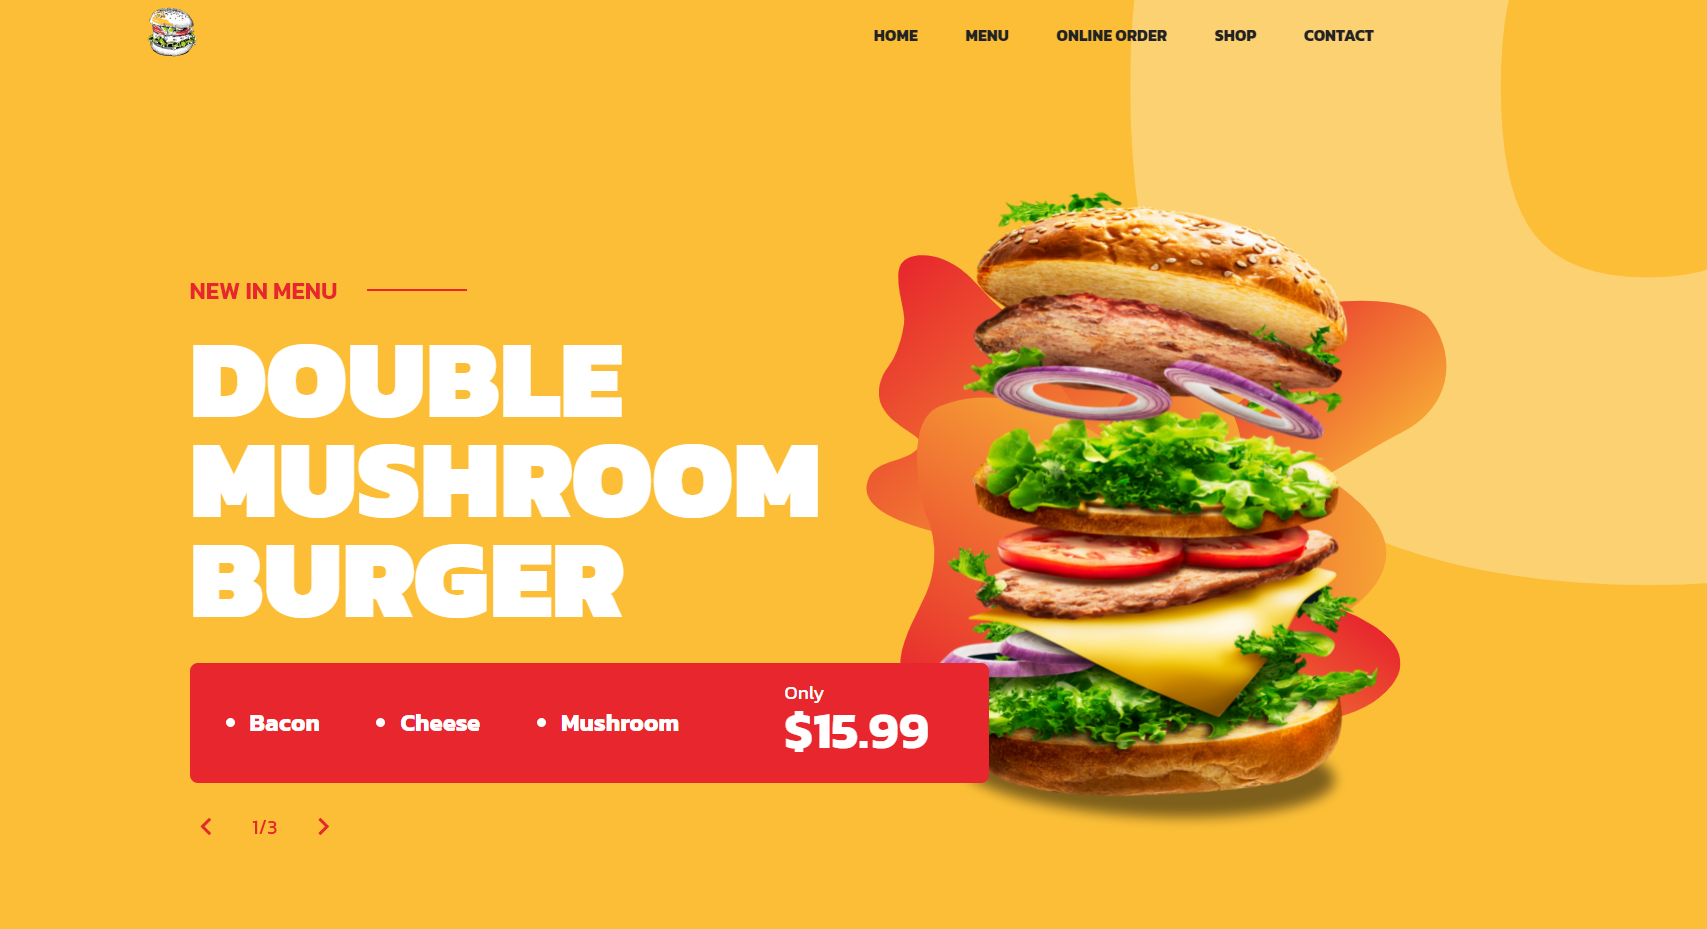 HOME MENU ONLINE ORDER SHOP CONTACT
NEW IN MENU
DOUBLE
MUSHROOM
BURGER
Bacon Cheese Mushroom
Only
$15.99
1/3